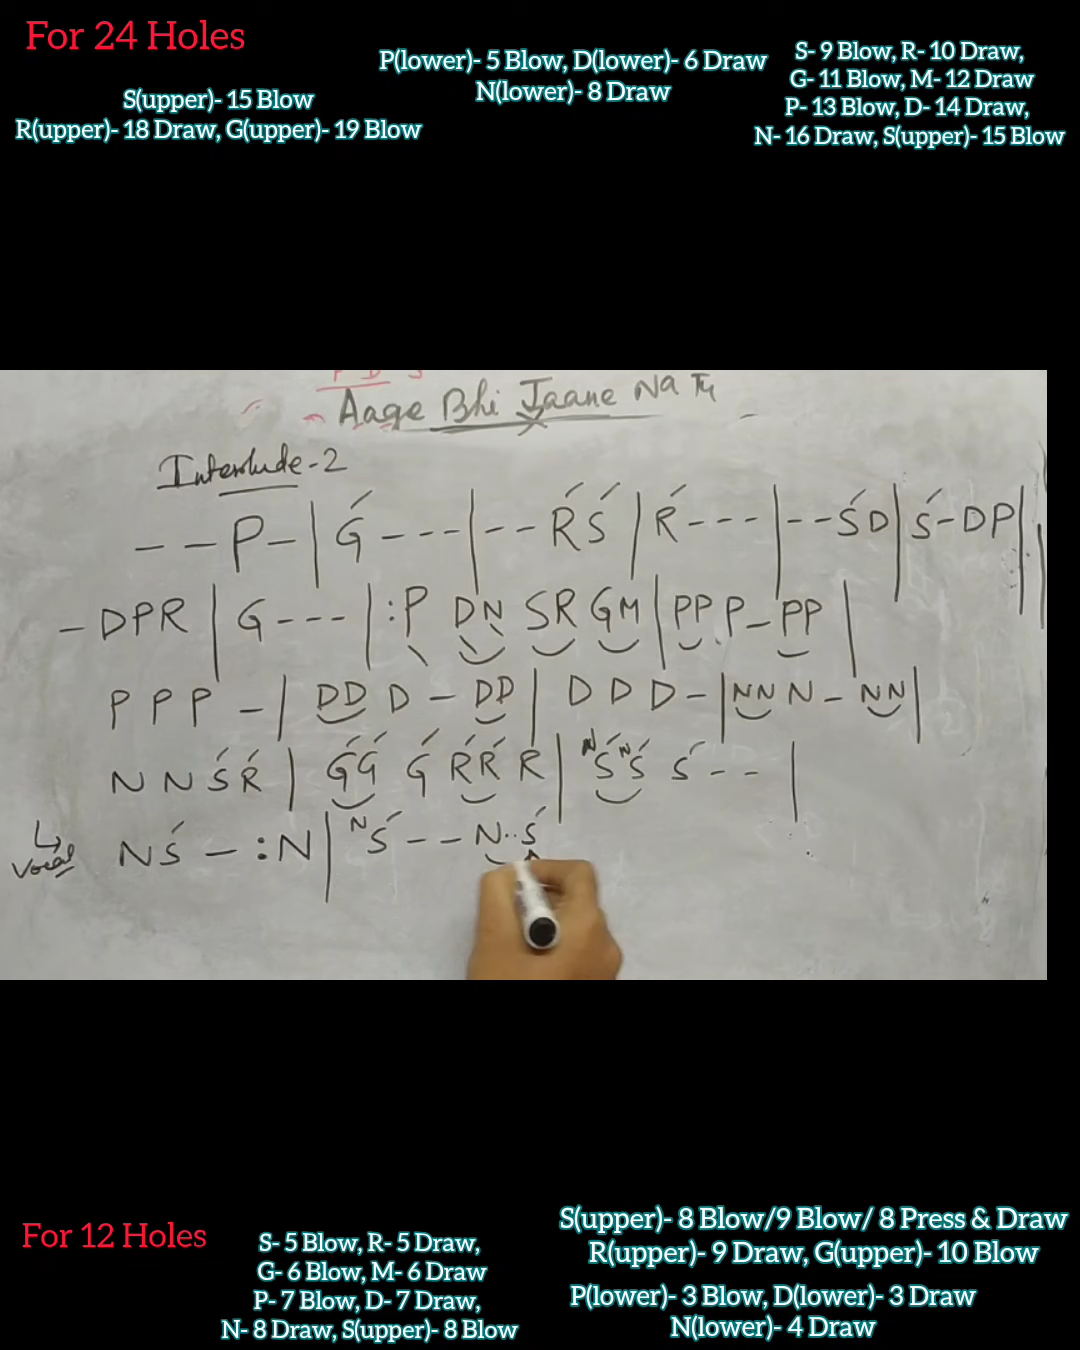 For 24 Holes
S(upper)- 15 Blow
R(upper)- 18 Draw, G(upper)- 19 Blow
P(lower)- 5 Blow, D(lower)- 6 Draw
N(lower)- 8 Draw
S- 9 Blow, R- 10 Draw,
G- 11 Blow, M- 12 Draw
P- 13 Blow, D- 14 Draw,
N- 16 Draw, S(upper)- 15 Blow
Aage Bhi Jaane Na Tu
Interlude-2
- - P - | Ǵ - - - | - - Ŕ Ś | Ŕ - - - | - - Ś D | Ś - D P |
- D P R | G - - - | : P D N S R G M | P P P - P P |
P P P - | D D D - D D | D D D - | N N N - N N |
N N Ś Ŕ | Ǵ Ǵ Ǵ Ŕ Ŕ Ŕ | N Ś N Ś Ś - - |
Vocal N Ś - : N | N Ś - - N .. Ś
For 12 Holes
S- 5 Blow, R- 5 Draw,
G- 6 Blow, M- 6 Draw
P- 7 Blow, D- 7 Draw,
N- 8 Draw, S(upper)- 8 Blow
S(upper)- 8 Blow/9 Blow/ 8 Press & Draw
R(upper)- 9 Draw, G(upper)- 10 Blow
P(lower)- 3 Blow, D(lower)- 3 Draw
N(lower)- 4 Draw